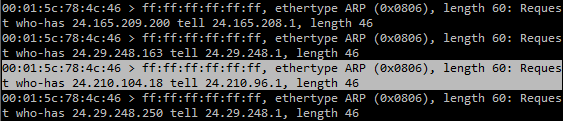 00:01:5c:78:4c:46 > ff:ff:ff:ff:ff:ff, ethertype ARP (0x0806), length 60: Reques
t who-has 24.165.209.200 tell 24.165.208.1, length 46
00:01:5c:78:4c:46 > ff:ff:ff:ff:ff:ff, ethertype ARP (0x0806), length 60: Reques
t who-has 24.29.248.163 tell 24.29.248.1, length 46
00:01:5c:78:4c:46 > ff:ff:ff:ff:ff:ff, ethertype ARP (0x0806), length 60: Reques
t who-has 24.210.104.18 tell 24.210.96.1, length 46
00:01:5c:78:4c:46 > ff:ff:ff:ff:ff:ff, ethertype ARP (0x0806), length 60: Reques
t who-has 24.29.248.250 tell 24.29.248.1, length 46